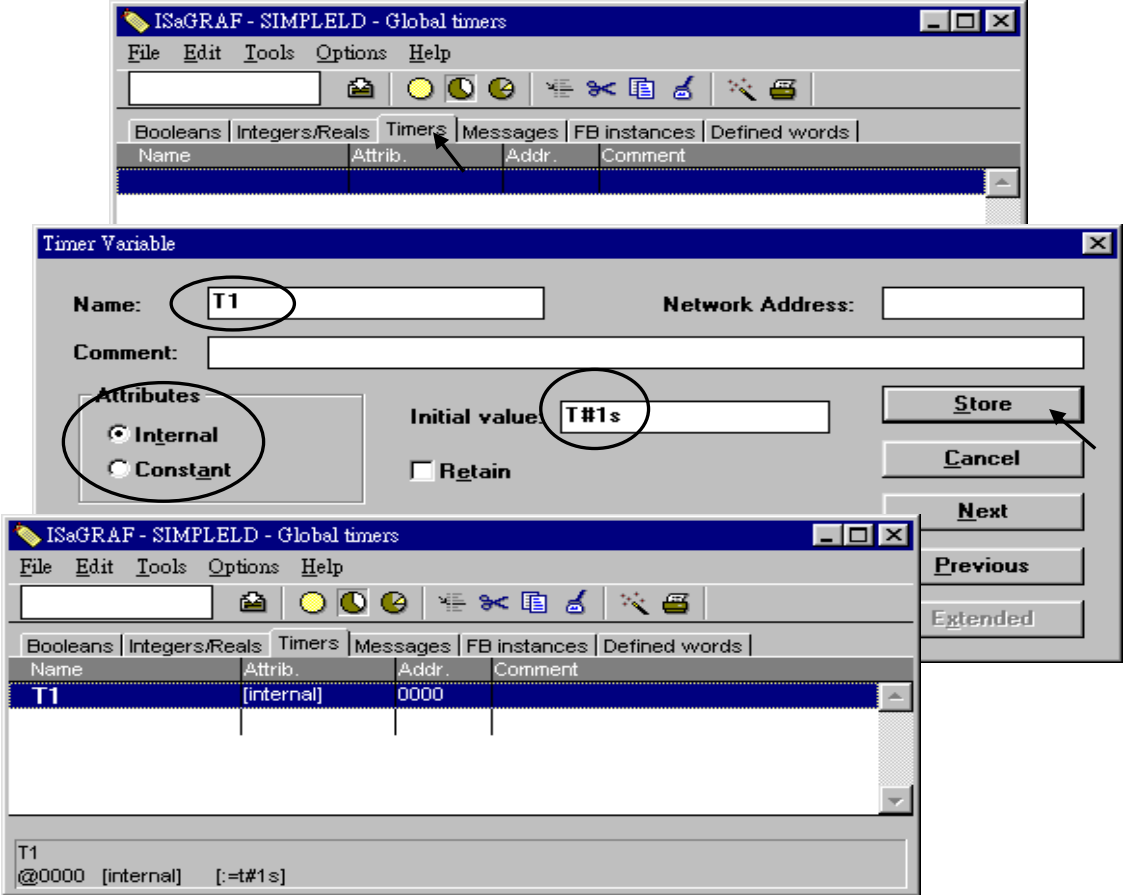 ISaGRAF - SIMPLELD - Global timers
File Edit Tools Options Help
Booleans Integers/Reals Timers Messages FB instances Defined words
Name Attrib. Addr. Comment
Timer Variable
Name: T1 Network Address:
Comment:
Attributes
Internal
Constant
Initial value: T#1s
Retain
Store
Cancel
Next
Previous
Extended
ISaGRAF - SIMPLELD - Global timers
File Edit Tools Options Help
Booleans Integers/Reals Timers Messages FB instances Defined words
Name Attrib. Addr. Comment
T1 [internal] 0000
T1
@0000 [internal] [:=t#1s]